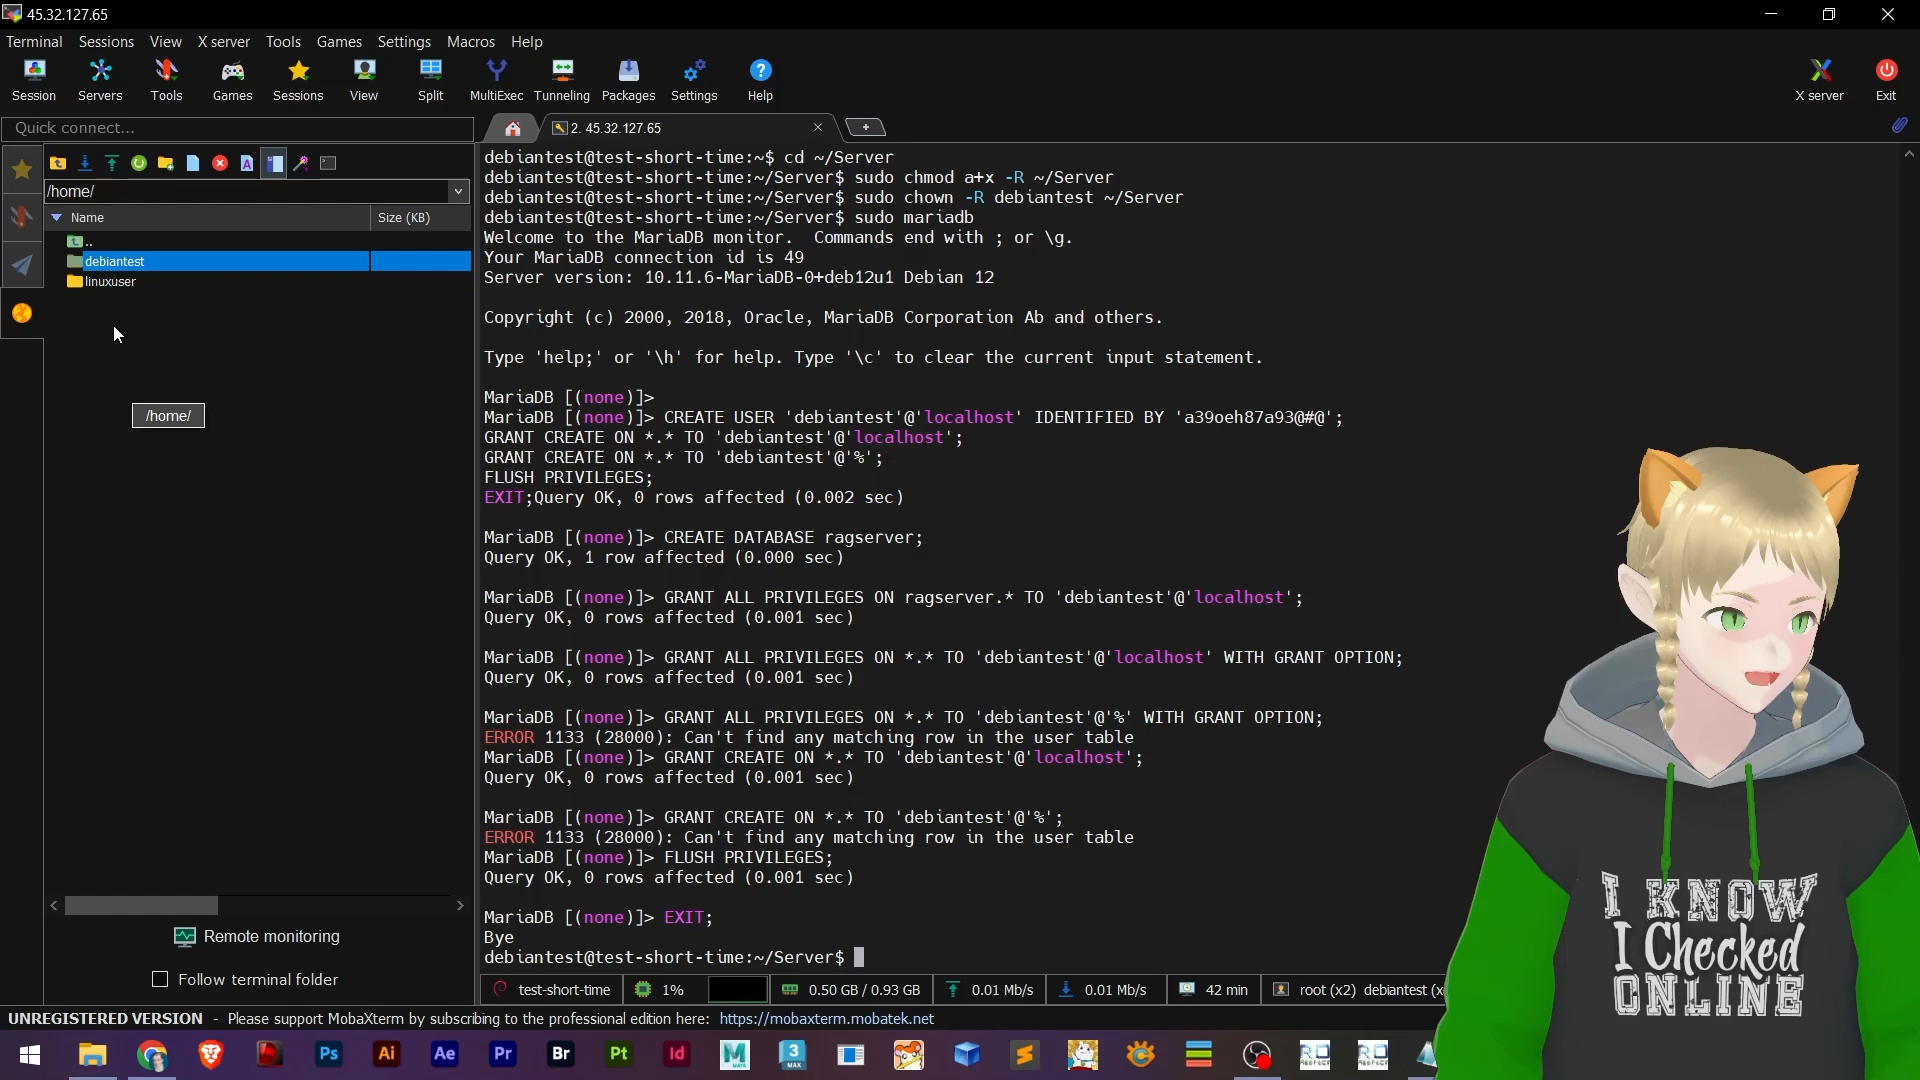 45.32.127.65
Terminal Sessions View X server Tools Games Settings Macros Help
Session Servers Tools Games Sessions View Split MultiExec Tunneling Packages Settings Help X server Exit
Quick connect...
2. 45.32.127.65
/home/
Name Size (KB)
..
debiantest
linuxuser
/home/
Remote monitoring
Follow terminal folder
debiantest@test-short-time:~$ cd ~/Server
debiantest@test-short-time:~/Server$ sudo chmod a+x -R ~/Server
debiantest@test-short-time:~/Server$ sudo chown -R debiantest ~/Server
debiantest@test-short-time:~/Server$ sudo mariadb
Welcome to the MariaDB monitor.  Commands end with ; or \g.
Your MariaDB connection id is 49
Server version: 10.11.6-MariaDB-0+deb12u1 Debian 12
Copyright (c) 2000, 2018, Oracle, MariaDB Corporation Ab and others.
Type 'help;' or '\h' for help. Type '\c' to clear the current input statement.
MariaDB [(none)]>
MariaDB [(none)]> CREATE USER 'debiantest'@'localhost' IDENTIFIED BY 'a39oeh87a93@#@';
GRANT CREATE ON *.* TO 'debiantest'@'localhost';
GRANT CREATE ON *.* TO 'debiantest'@'%';
FLUSH PRIVILEGES;
EXIT;Query OK, 0 rows affected (0.002 sec)
MariaDB [(none)]> CREATE DATABASE ragserver;
Query OK, 1 row affected (0.000 sec)
MariaDB [(none)]> GRANT ALL PRIVILEGES ON ragserver.* TO 'debiantest'@'localhost';
Query OK, 0 rows affected (0.001 sec)
MariaDB [(none)]> GRANT ALL PRIVILEGES ON *.* TO 'debiantest'@'localhost' WITH GRANT OPTION;
Query OK, 0 rows affected (0.001 sec)
MariaDB [(none)]> GRANT ALL PRIVILEGES ON *.* TO 'debiantest'@'%' WITH GRANT OPTION;
ERROR 1133 (28000): Can't find any matching row in the user table
MariaDB [(none)]> GRANT CREATE ON *.* TO 'debiantest'@'localhost';
Query OK, 0 rows affected (0.001 sec)
MariaDB [(none)]> GRANT CREATE ON *.* TO 'debiantest'@'%';
ERROR 1133 (28000): Can't find any matching row in the user table
MariaDB [(none)]> FLUSH PRIVILEGES;
Query OK, 0 rows affected (0.001 sec)
MariaDB [(none)]> EXIT;
Bye
debiantest@test-short-time:~/Server$
test-short-time 1% 0.50 GB / 0.93 GB 0.01 Mb/s 0.01 Mb/s 42 min root (x2) debiantest (x
UNREGISTERED VERSION - Please support MobaXterm by subscribing to the professional edition here: https://mobaxterm.mobatek.net
Ps Ai Ae Pr Br Pt Id M 3
I KNOW
I Checked
ONLINE